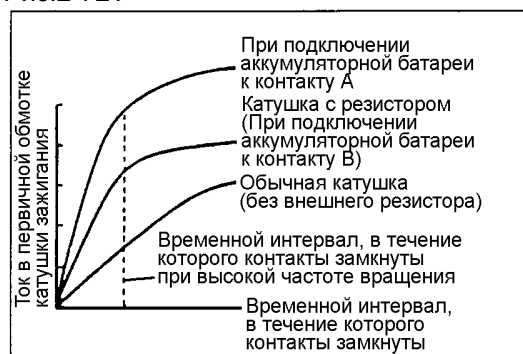 При подключении
аккумуляторной батареи
к контакту А
Катушка с резистором
(При подключении
аккумуляторной батареи
к контакту В)
Обычная катушка
(без внешнего резистора)
Ток в первичной обмотке
катушки зажигания
Временной интервал, в течение
которого контакты замкнуты
при высокой частоте вращения
Временной интервал,
в течение которого
контакты замкнуты